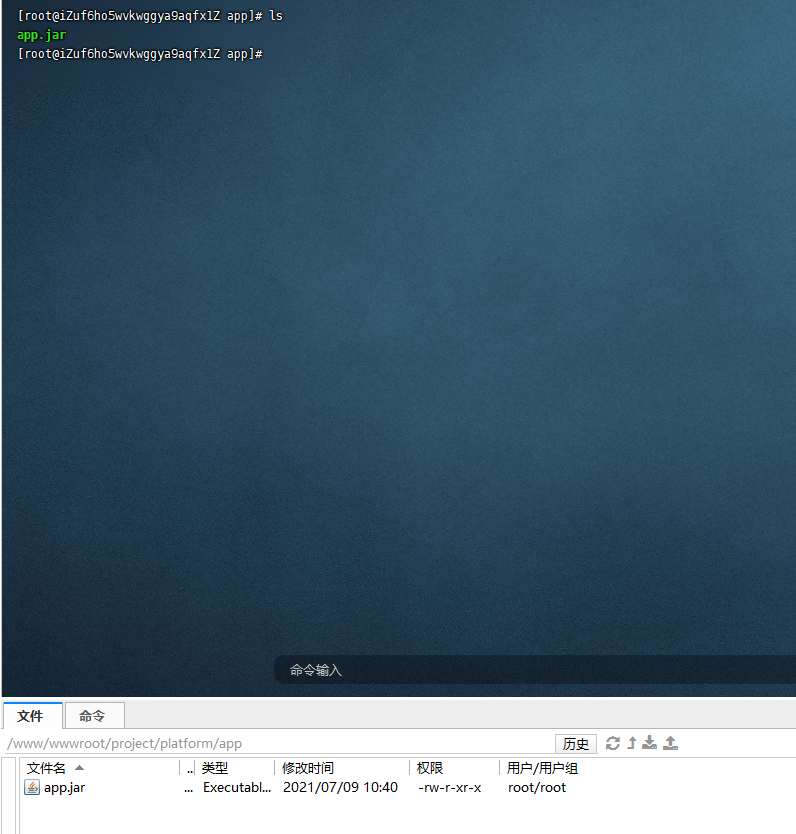 [root@iZuf6ho5wvkwggya9aqfx1Z app]# ls
app.jar
[root@iZuf6ho5wvkwggya9aqfx1Z app]#
命令输入
文件 命令
/www/wwwroot/project/platform/app 历史
文件名 .. 类型 修改时间 权限 用户/用户组
app.jar ... Executabl... 2021/07/09 10:40 -rw-r-xr-x root/root